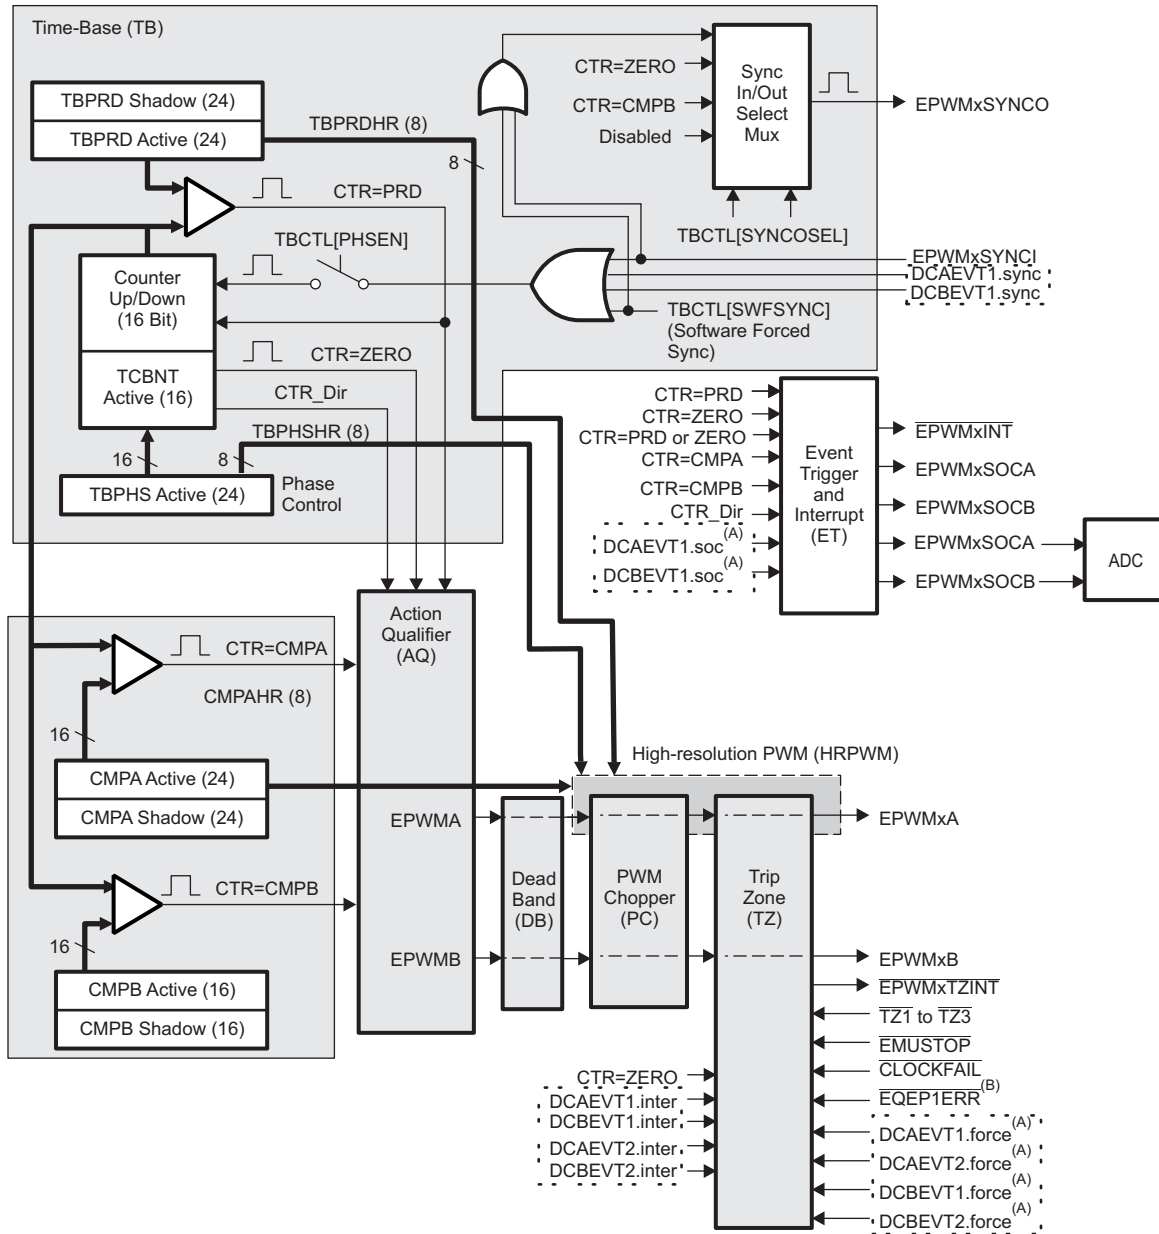 Time-Base (TB)
TBPRD Shadow (24)
TBPRD Active (24)
TBPRDHR (8)
8
CTR=PRD
CTR=ZERO
CTR=CMPB
Disabled
Sync
In/Out
Select
Mux
EPWMxSYNCO
TBCTL[SYNCOSEL]
TBCTL[PHSEN]
Counter
Up/Down
(16 Bit)
TCBNT
Active (16)
CTR=ZERO
CTR_Dir
TBPHSHR (8)
16
8
TBPHS Active (24)
Phase
Control
EPWMxSYNCI
DCAEVT1.sync
DCBEVT1.sync
TBCTL[SWFSYNC]
(Software Forced
Sync)
CTR=PRD
CTR=ZERO
CTR=PRD or ZERO
CTR=CMPA
CTR=CMPB
CTR_Dir
DCAEVT1.soc(A)
DCBEVT1.soc(A)
Event
Trigger
and
Interrupt
(ET)
EPWMxINT
EPWMxSOCA
EPWMxSOCB
EPWMxSOCA
EPWMxSOCB
ADC
Action
Qualifier
(AQ)
CTR=CMPA
CMPAHR (8)
16
CMPA Active (24)
CMPA Shadow (24)
CTR=CMPB
16
CMPB Active (16)
CMPB Shadow (16)
EPWMA
EPWMB
High-resolution PWM (HRPWM)
Dead
Band
(DB)
PWM
Chopper
(PC)
Trip
Zone
(TZ)
EPWMxA
EPWMxB
EPWMxTZINT
TZ1 to TZ3
EMUSTOP
CLOCKFAIL
EQEP1ERR(B)
DCAEVT1.force(A)
DCAEVT2.force(A)
DCBEVT1.force(A)
DCBEVT2.force(A)
CTR=ZERO
DCAEVT1.inter
DCBEVT1.inter
DCAEVT2.inter
DCBEVT2.inter